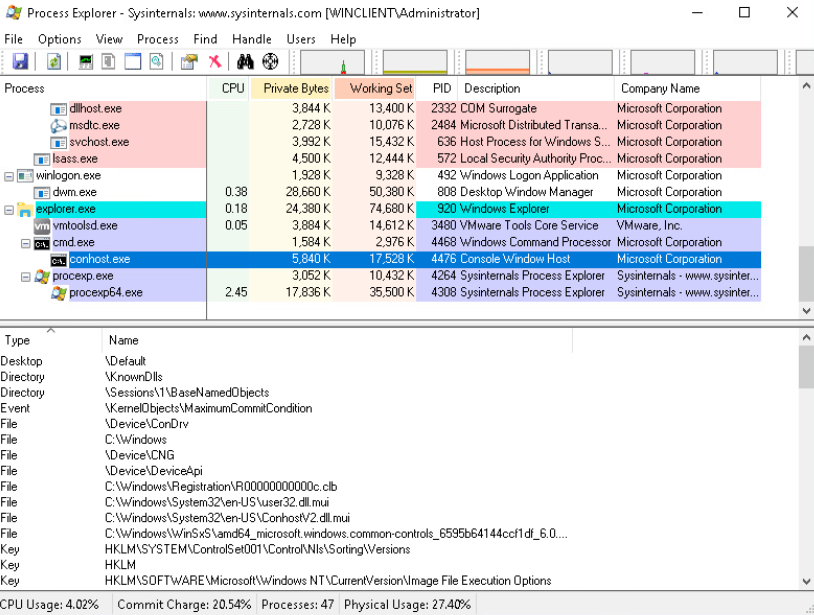 Process Explorer - Sysinternals: www.sysinternals.com [WINCLIENT\Administrator]
File Options View Process Find Handle Users Help
Process CPU Private Bytes Working Set PID Description Company Name
dllhost.exe 3,844 K 13,400 K 2332 COM Surrogate Microsoft Corporation
msdtc.exe 2,728 K 10,076 K 2484 Microsoft Distributed Transa... Microsoft Corporation
svchost.exe 3,992 K 15,432 K 636 Host Process for Windows S... Microsoft Corporation
lsass.exe 4,500 K 12,444 K 572 Local Security Authority Proc... Microsoft Corporation
winlogon.exe 1,928 K 9,328 K 492 Windows Logon Application Microsoft Corporation
dwm.exe 0.38 28,660 K 50,380 K 808 Desktop Window Manager Microsoft Corporation
explorer.exe 0.18 24,380 K 74,680 K 920 Windows Explorer Microsoft Corporation
vm vmtoolsd.exe 0.05 3,884 K 14,612 K 3480 VMware Tools Core Service VMware, Inc.
cmd.exe 1,584 K 2,976 K 4468 Windows Command Processor Microsoft Corporation
conhost.exe 5,840 K 17,528 K 4476 Console Window Host Microsoft Corporation
procexp.exe 3,052 K 10,432 K 4264 Sysinternals Process Explorer Sysinternals - www.sysinter...
procexp64.exe 2.45 17,836 K 35,500 K 4308 Sysinternals Process Explorer Sysinternals - www.sysinter...
Type Name
Desktop \Default
Directory \KnownDlls
Directory \Sessions\1\BaseNamedObjects
Event \KernelObjects\MaximumCommitCondition
File \Device\ConDrv
File C:\Windows
File \Device\CNG
File \Device\DeviceApi
File C:\Windows\Registration\R00000000000c.clb
File C:\Windows\System32\en-US\user32.dll.mui
File C:\Windows\System32\en-US\ConhostV2.dll.mui
File C:\Windows\WinSxS\amd64_microsoft.windows.common-controls_6595b64144ccf1df_6.0....
Key HKLM\SYSTEM\ControlSet001\Control\Nls\Sorting\Versions
Key HKLM
Key HKLM\SOFTWARE\Microsoft\Windows NT\CurrentVersion\Image File Execution Options
CPU Usage: 4.02% Commit Charge: 20.54% Processes: 47 Physical Usage: 27.40%